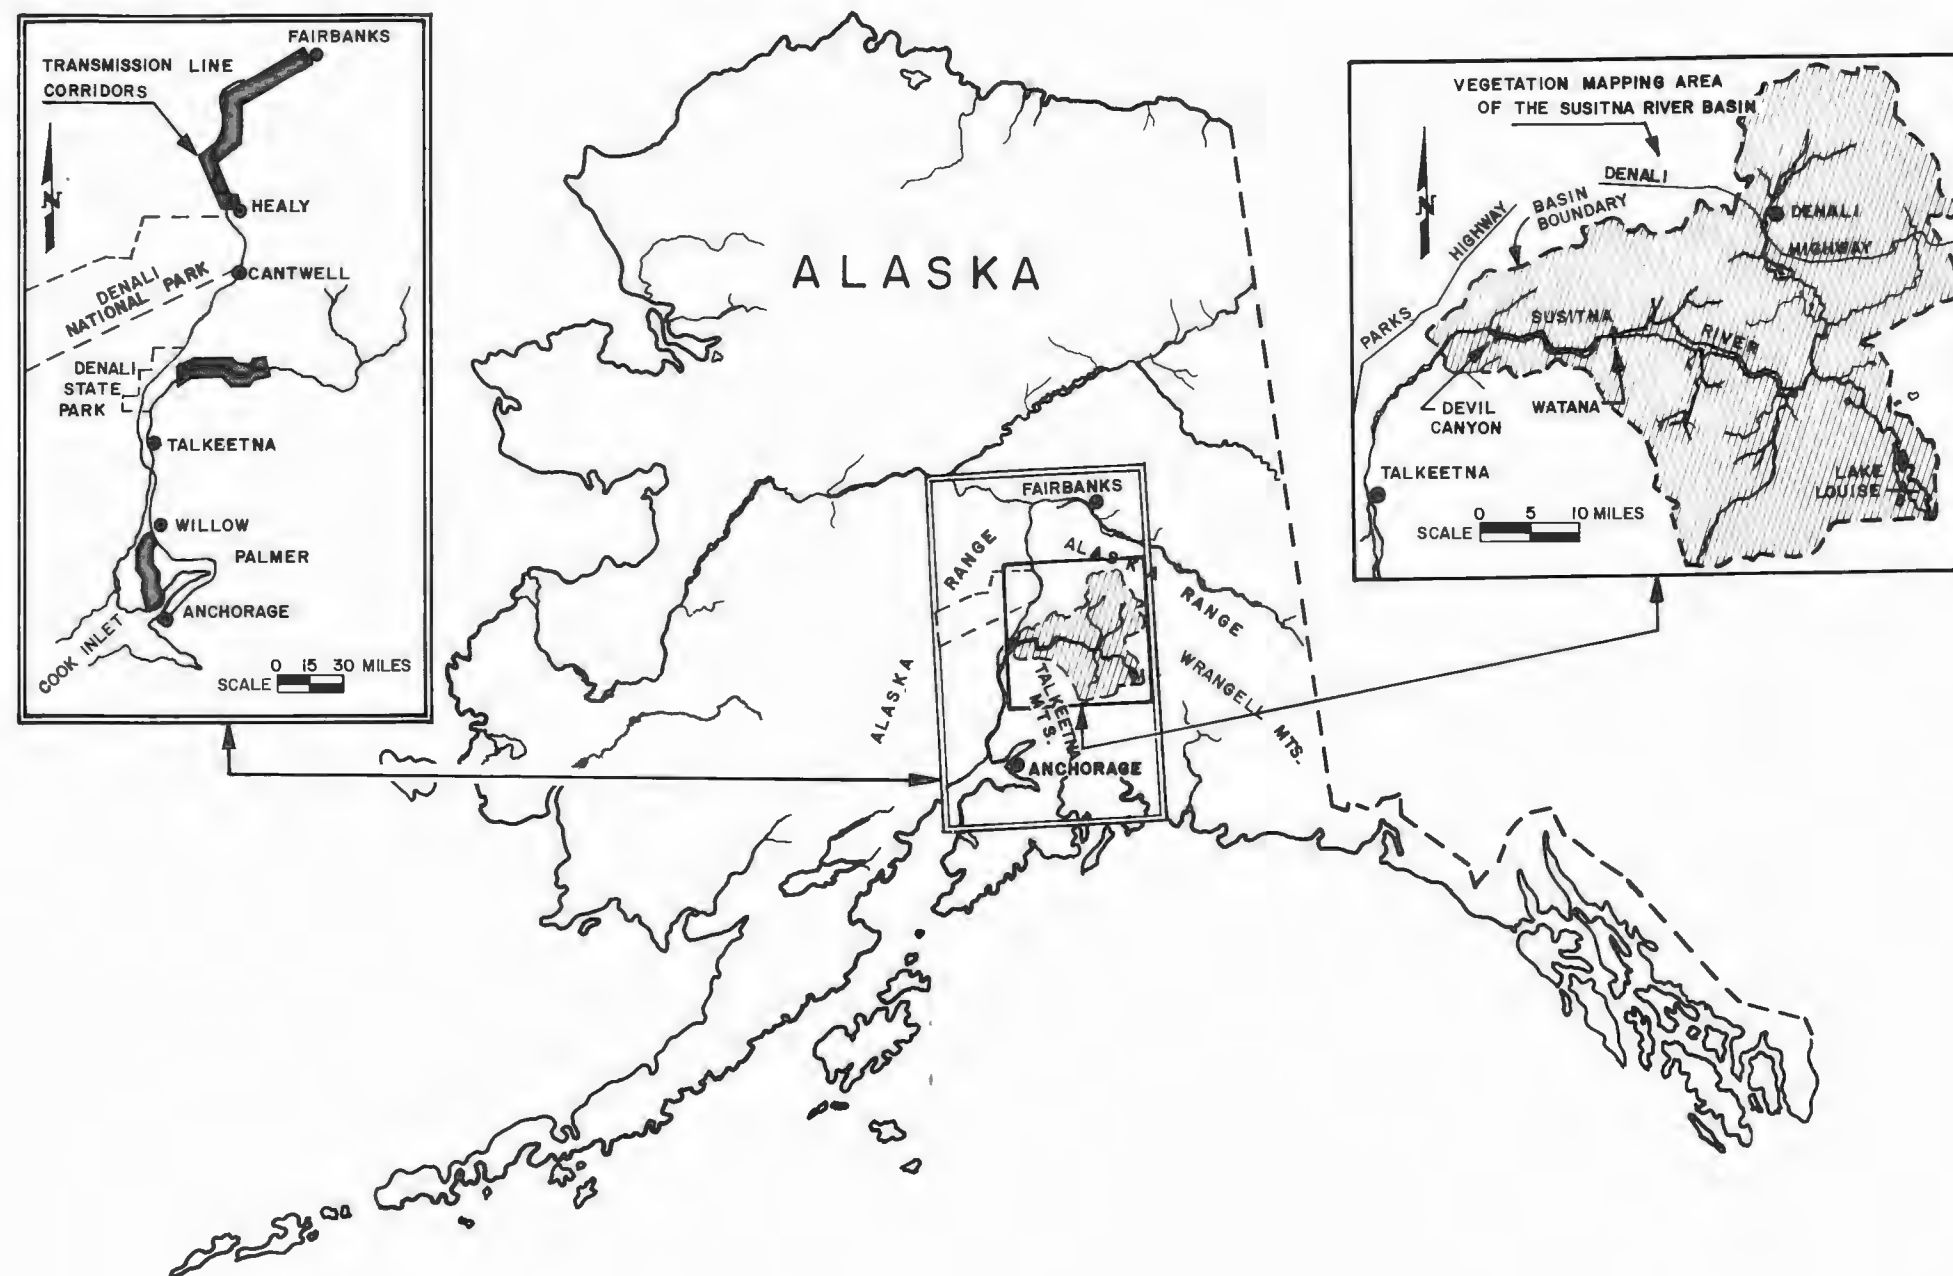 FAIRBANKS
TRANSMISSION LINE
CORRIDORS
N
HEALY
DENALI
NATIONAL PARK
CANTWELL
DENALI
STATE
PARK
TALKEETNA
WILLOW
PALMER
ANCHORAGE
COOK INLET
0 15 30 MILES
SCALE
ALASKA
FAIRBANKS
ALASKA
RANGE
RANGE
ALASKA
WRANGELL MTS.
TALKEETNA
MTS.
ANCHORAGE
VEGETATION MAPPING AREA
OF THE SUSITNA RIVER BASIN
N
DENALI
HIGHWAY
BASIN
BOUNDARY
PARKS
HIGHWAY
DENALI
SUSITNA
RIVER
DEVIL
CANYON
WATANA
TALKEETNA
LAKE
LOUISE
0 5 10 MILES
SCALE